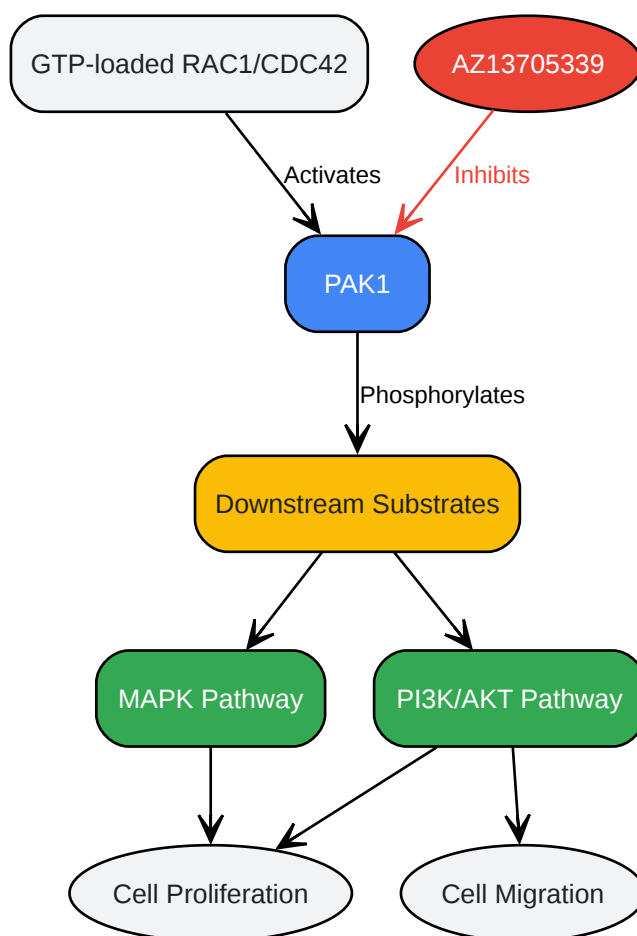 GTP-loaded RAC1/CDC42
AZ13705339
Activates
Inhibits
PAK1
Phosphorylates
Downstream Substrates
MAPK Pathway
PI3K/AKT Pathway
Cell Proliferation
Cell Migration